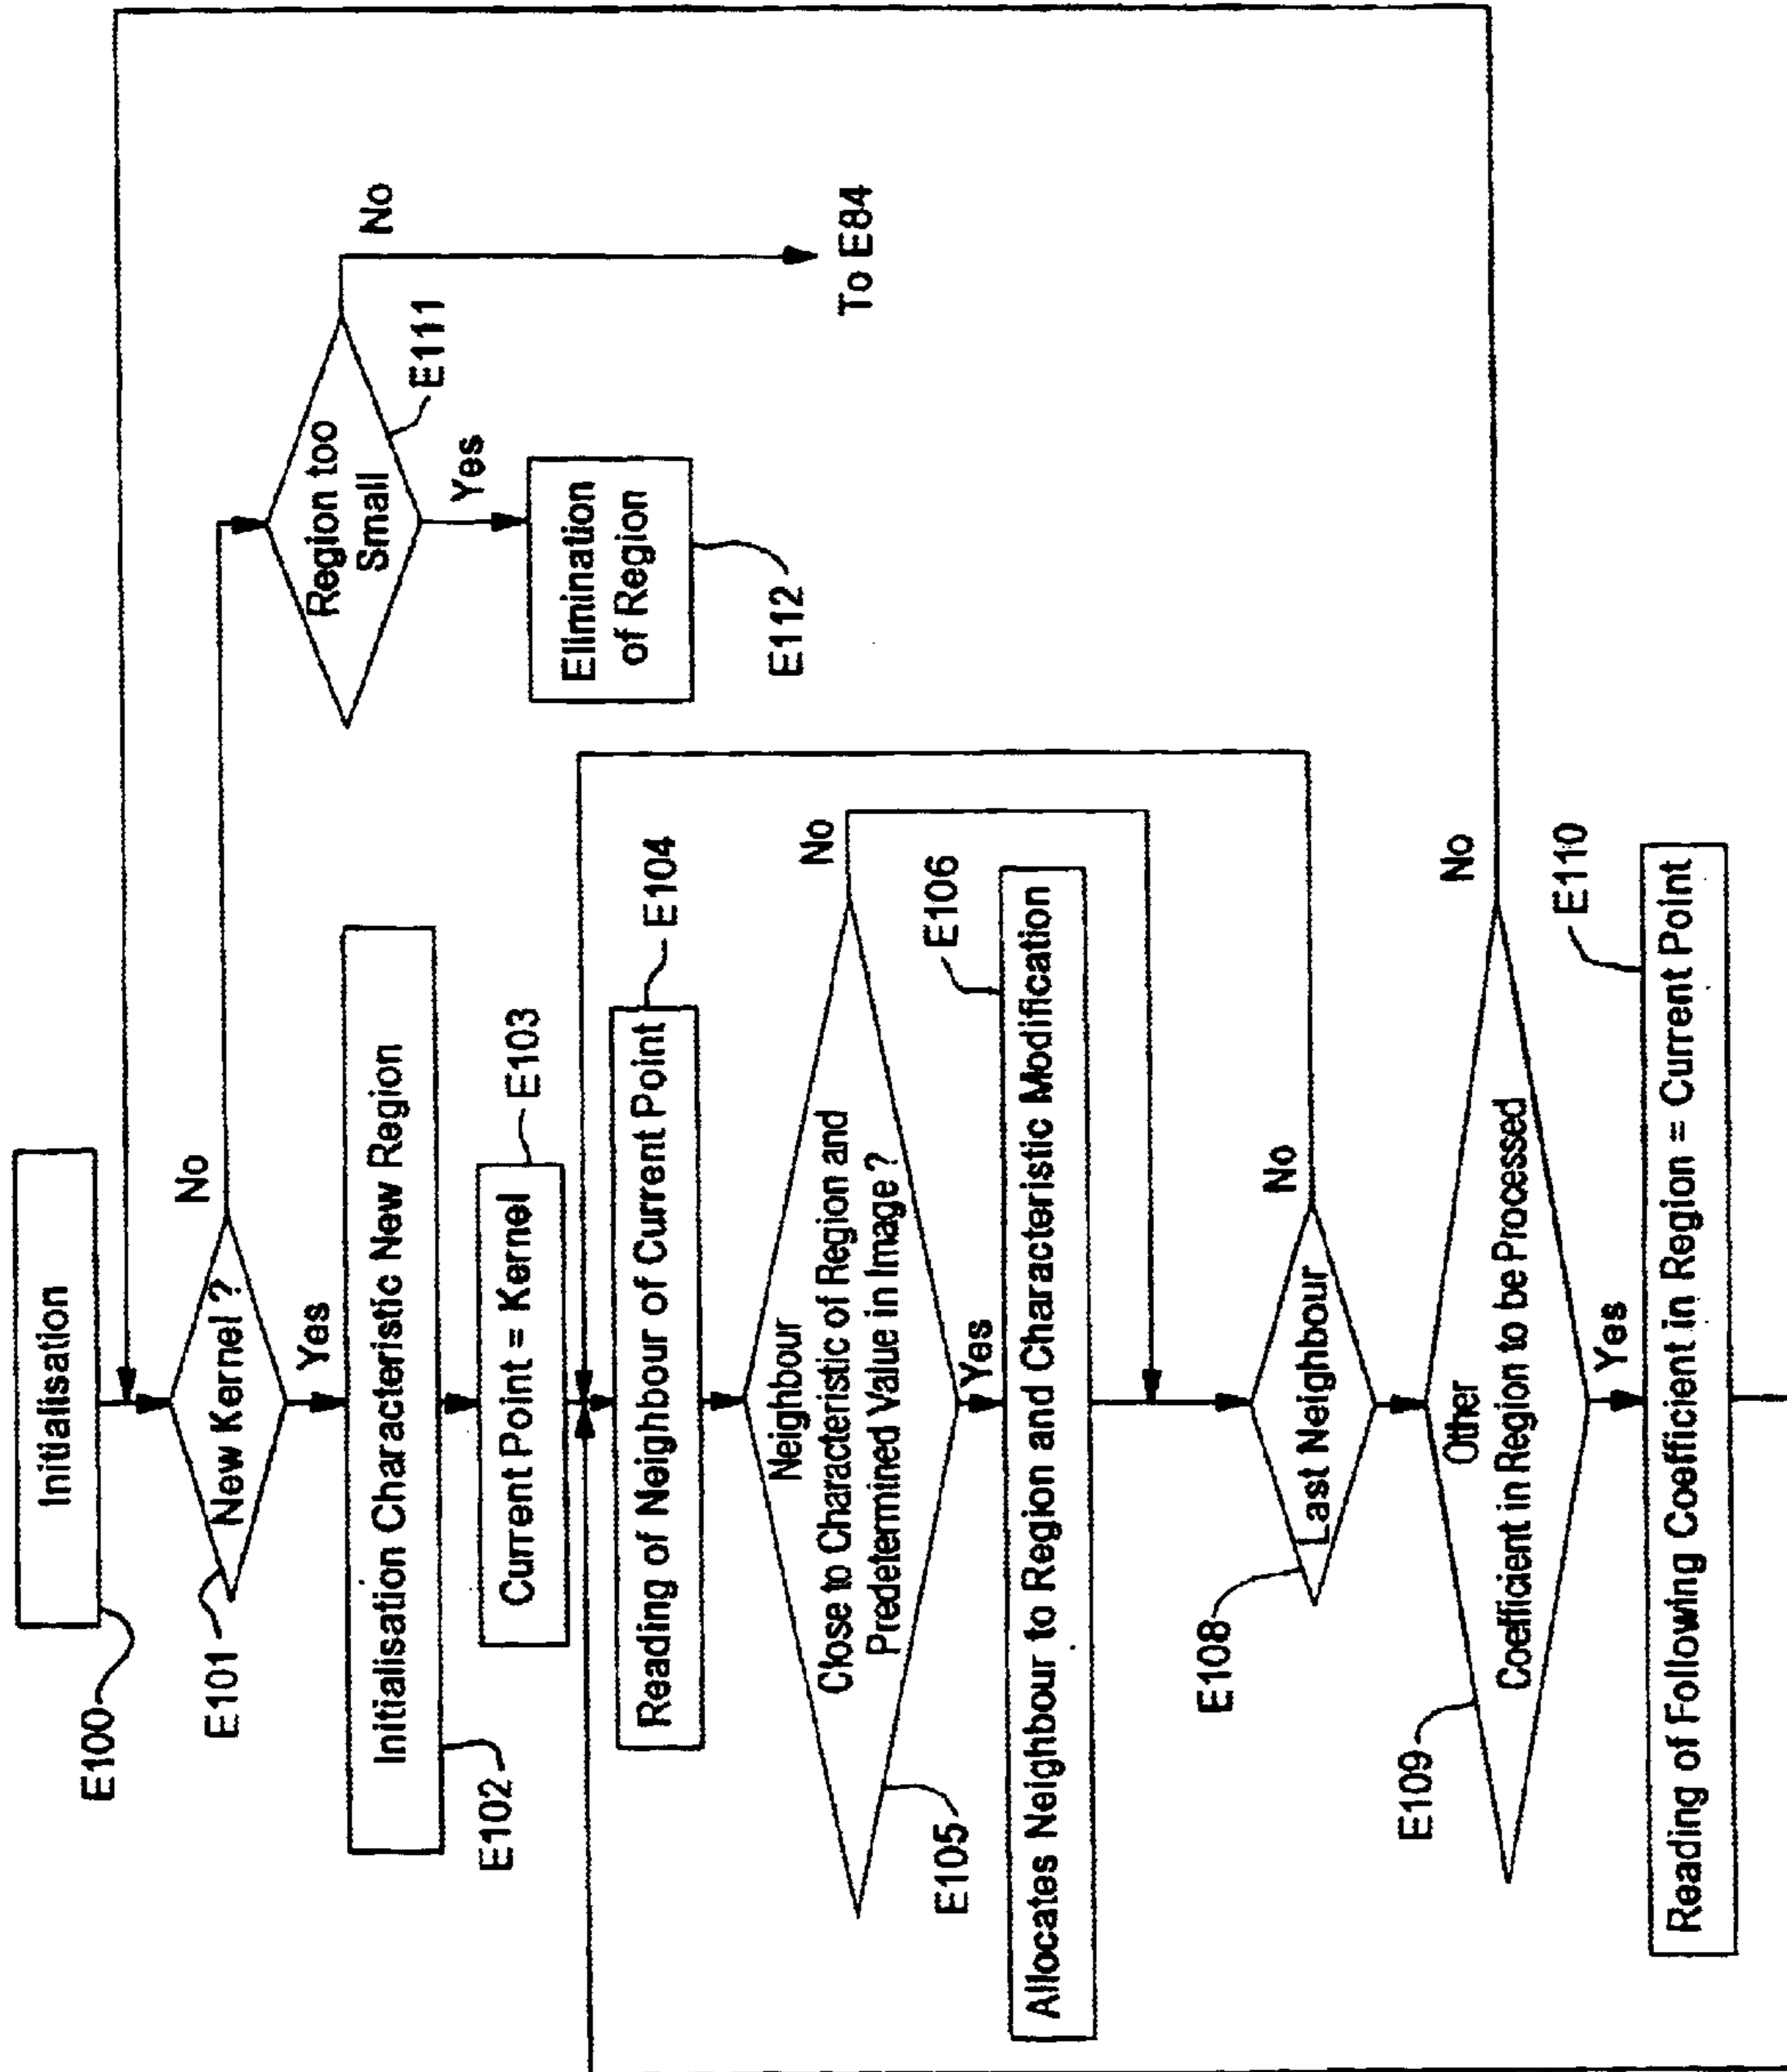 Initialisation
E100
New Kernel ?
E101
No
Yes
Initialisation Characteristic New Region
E102
Current Point = Kernel
E103
Reading of Neighbour of Current Point
E104
Neighbour
Close to Characteristic of Region and
Predetermined Value in Image ?
E105
No
Yes
Allocates Neighbour to Region and Characteristic Modification
E106
Last Neighbour
E108
No
Other
Coefficient in Region to be Processed
E109
No
Yes
Reading of Following Coefficient in Region = Current Point
E110
Region too
Small
E111
No
Yes
To E84
Elimination
of Region
E112